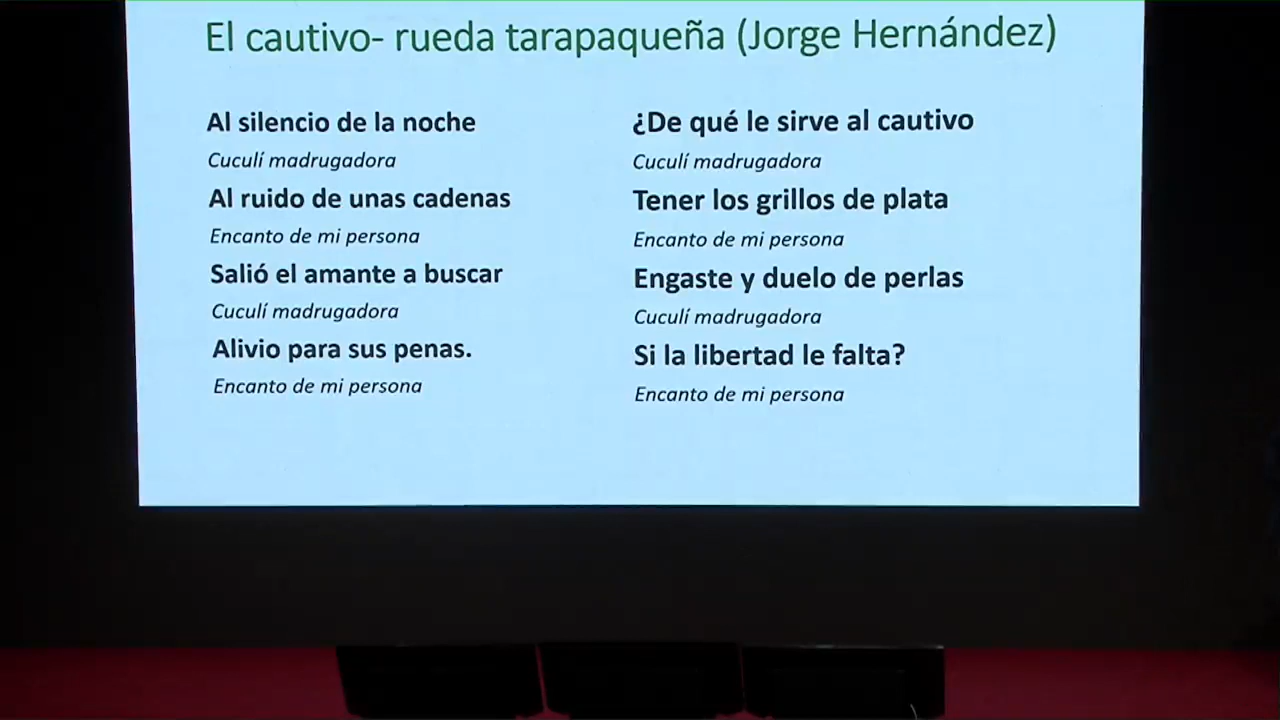 El cautivo- rueda tarapaqueña (Jorge Hernández)
Al silencio de la noche
Cuculí madrugadora
Al ruido de unas cadenas
Encanto de mi persona
Salió el amante a buscar
Cuculí madrugadora
Alivio para sus penas.
Encanto de mi persona
¿De qué le sirve al cautivo
Cuculí madrugadora
Tener los grillos de plata
Encanto de mi persona
Engaste y duelo de perlas
Cuculí madrugadora
Si la libertad le falta?
Encanto de mi persona